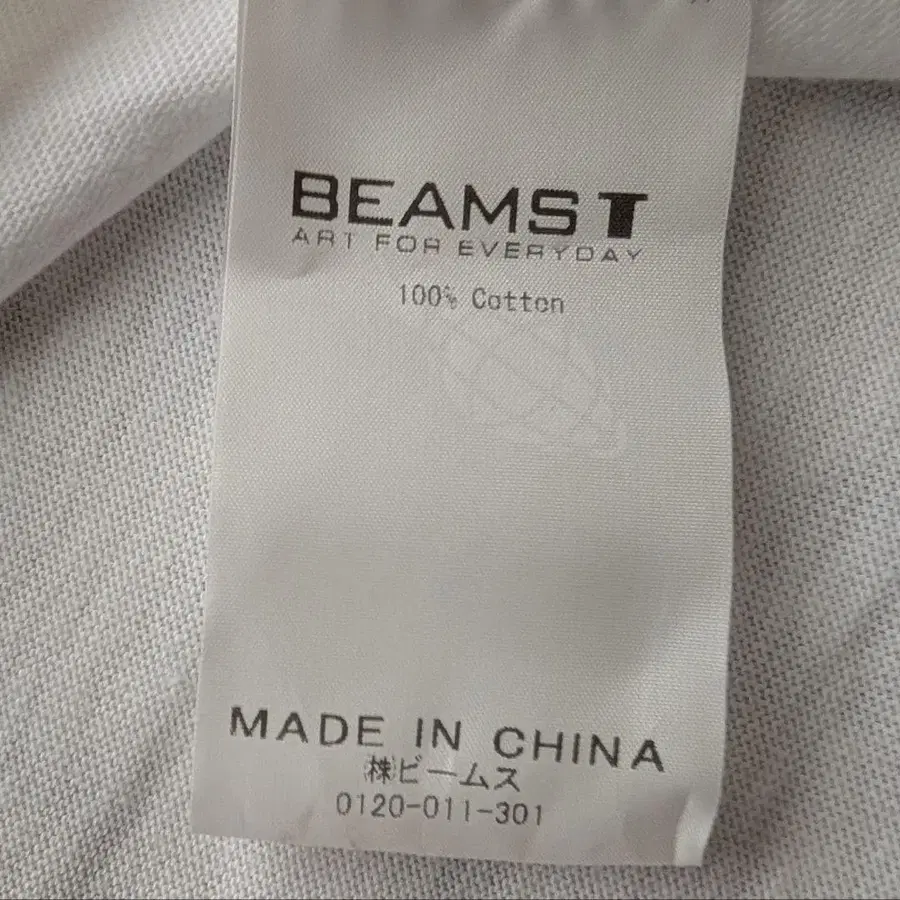 BEAMS T
ART FOR EVERYDAY
100% Cotton
MADE IN CHINA
㈱ビームス
0120-011-301